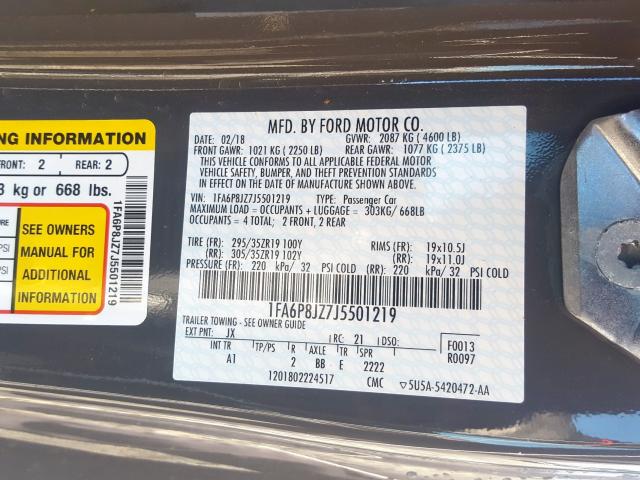 NG INFORMATION
FRONT: 2 REAR: 2
3 kg or 668 lbs.
SEE OWNERS
MANUAL FOR
ADDITIONAL
INFORMATION
PSI
PSI
1FA6P8JZ7J5501219
MFD. BY FORD MOTOR CO.
DATE: 02/18 GVWR: 2087 KG (4600 LB)
FRONT GAWR: 1021 KG (2250 LB) REAR GAWR: 1077 KG (2375 LB)
THIS VEHICLE CONFORMS TO ALL APPLICABLE FEDERAL MOTOR
VEHICLE SAFETY, BUMPER, AND THEFT PREVENTION STANDARDS
IN EFFECT ON THE DATE OF MANUFACTURE SHOWN ABOVE.
VIN: 1FA6P8JZ7J5501219 TYPE: Passenger Car
MAXIMUM LOAD = OCCUPANTS + LUGGAGE = 303KG/668LB
OCCUPANTS = 4 TOTAL; 2 FRONT, 2 REAR
TIRE (FR): 295/35ZR19 100Y RIMS (FR): 19x10.5J
(RR): 305/35ZR19 102Y (RR): 19x11.0J
PRESSURE (FR): 220 kPa/ 32 PSI COLD (RR): 220 kPa/ 32 PSI COLD
1FA6P8JZ7J5501219
TRAILER TOWING - SEE OWNER GUIDE
EXT PNT: JX RC: 21 DSO: F0013
INT TR TP/PS R AXLE TR SPR R0097
A1 2 BB E 2222
1201802224517 CMC 5U5A-5420472-AA